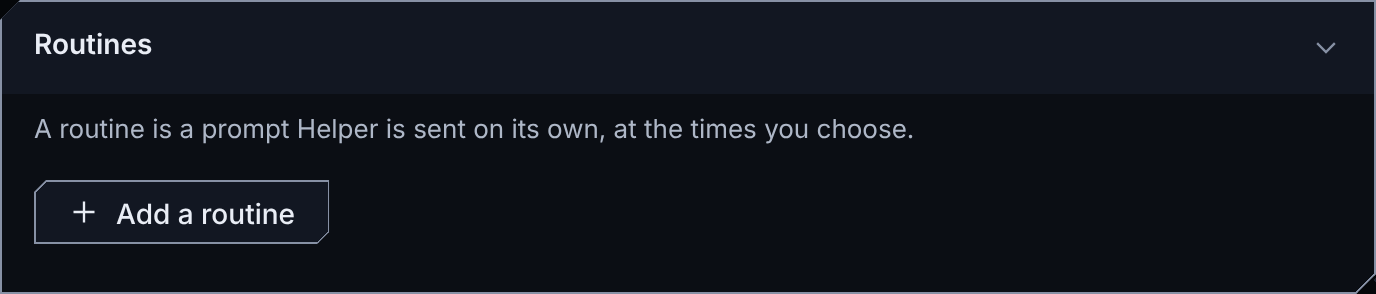 Routines
A routine is a prompt Helper is sent on its own, at the times you choose.
+ Add a routine